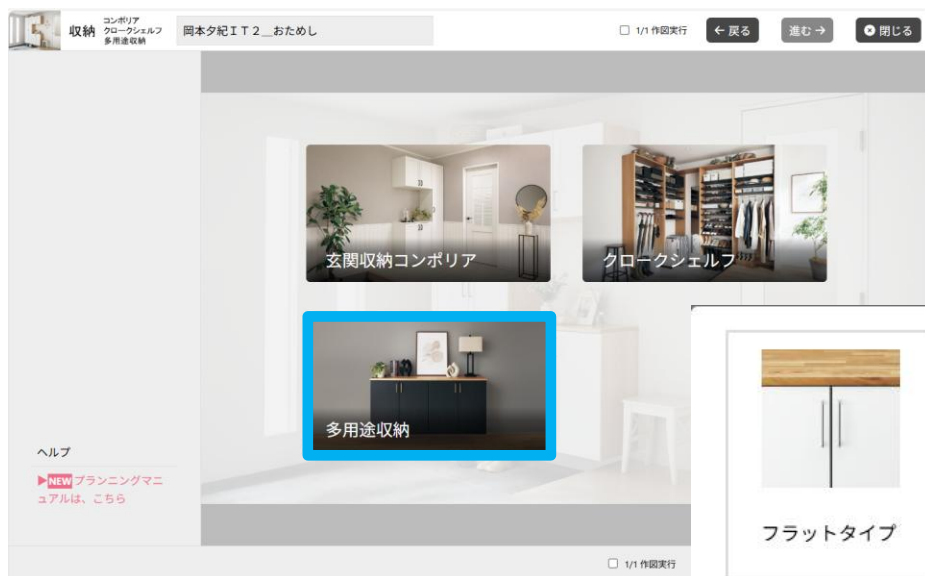 収納
コンポリア
クロークシェルフ
多用途収納
岡本夕紀ＩＴ２＿おためし
1/1 作図実行
← 戻る
進む →
閉じる
玄関収納コンポリア
クロークシェルフ
多用途収納
フラットタイプ
ヘルプ
▶NEWプランニングマニ
ュアルは、こちら
1/1 作図実行